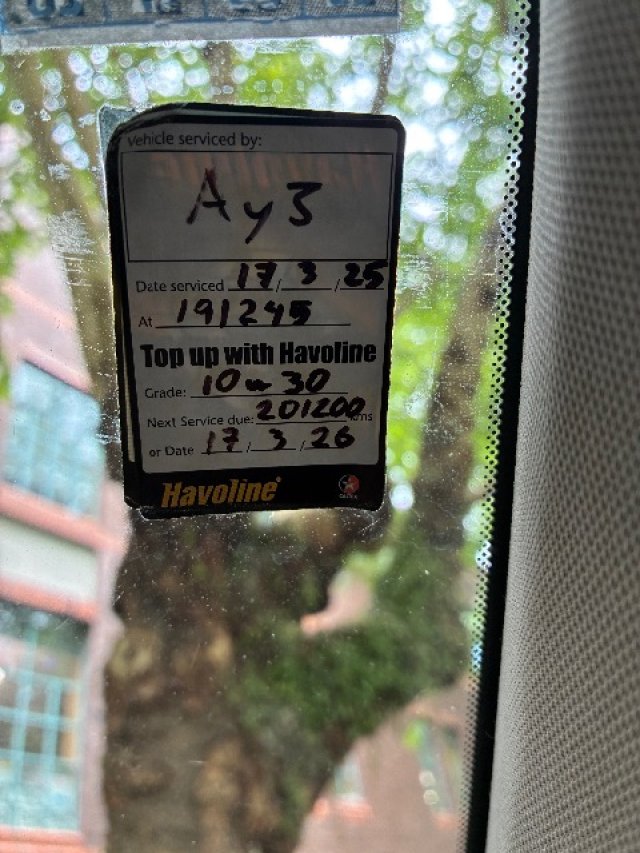 Vehicle serviced by:
Ay3
Date serviced 17/3/25
At 191245
Top up with Havoline
Grade: 10w30
Next Service due: 201200 kms
or Date 17/3/26
Havoline